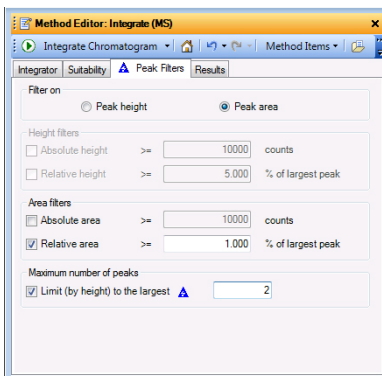 Method Editor: Integrate (MS)
Integrate Chromatogram Method Items
Integrator Suitability Peak Filters Results
Filter on
Peak height Peak area
Height filters
Absolute height >= 10000 counts
Relative height >= 5.000 % of largest peak
Area filters
Absolute area >= 10000 counts
Relative area >= 1.000 % of largest peak
Maximum number of peaks
Limit (by height) to the largest 2